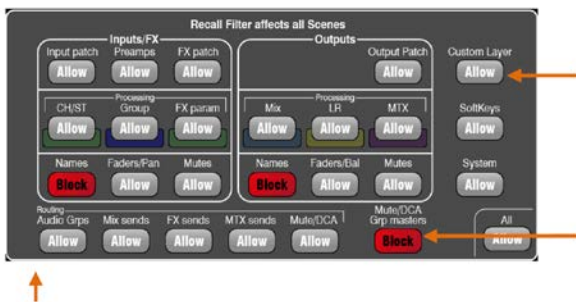 Recall Filter affects all Scenes
Inputs/FX
Outputs
Input patch Preamps FX patch Output Patch Custom Layer
Allow Allow Allow Allow Allow
Processing Processing
CH/ST Group FX param Mix LR MTX SoftKeys
Allow Allow Allow Allow Allow Allow Allow
Names Faders/Pan Mutes Names Faders/Bal Mutes System
Block Allow Allow Block Allow Allow Allow
Routing Mute/DCA
Audio Grps Mix sends FX sends MTX sends Mute/DCA Grp masters All
Allow Allow Allow Allow Allow Block Allow